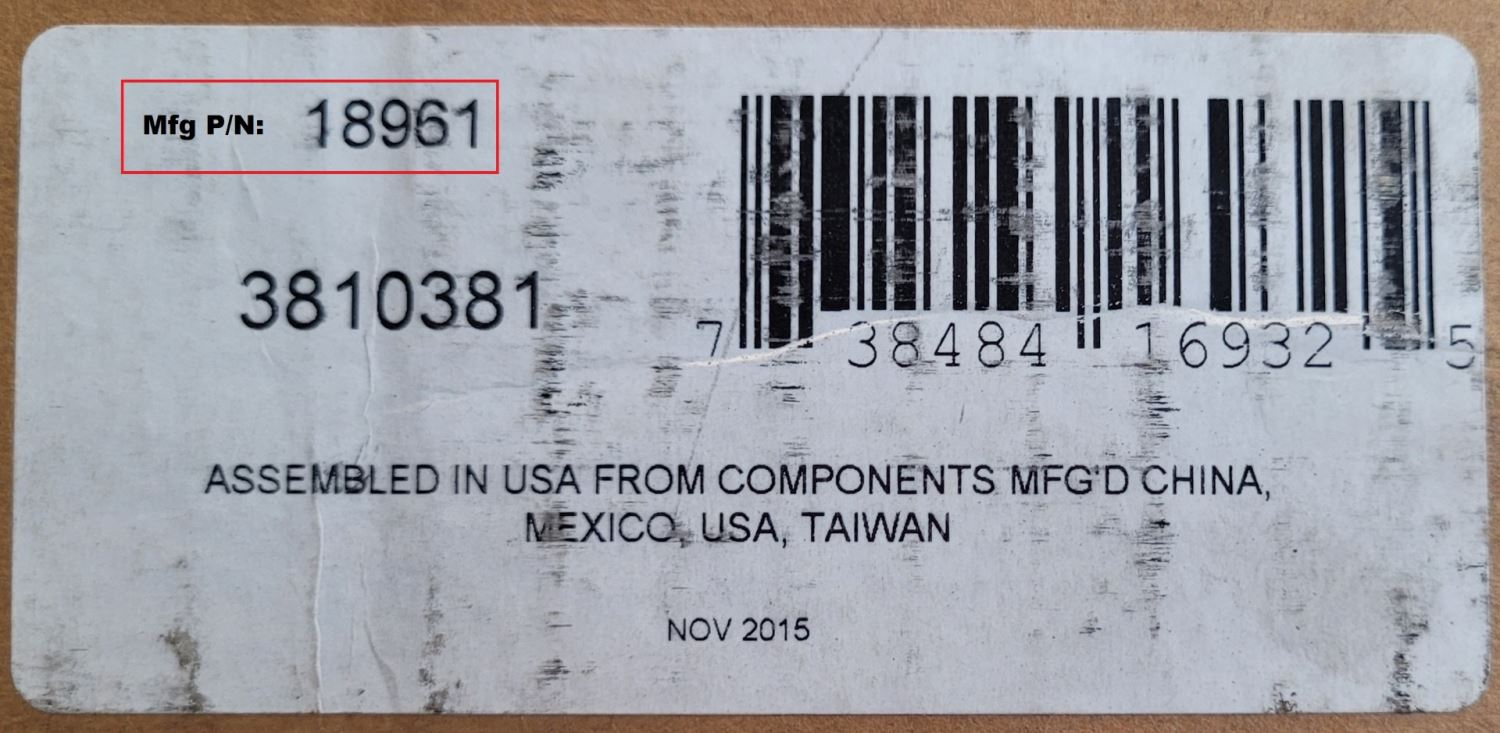 Mfg P/N: 18961
3810381
7 38484 16932 5
ASSEMBLED IN USA FROM COMPONENTS MFG'D CHINA,
MEXICO, USA, TAIWAN
NOV 2015